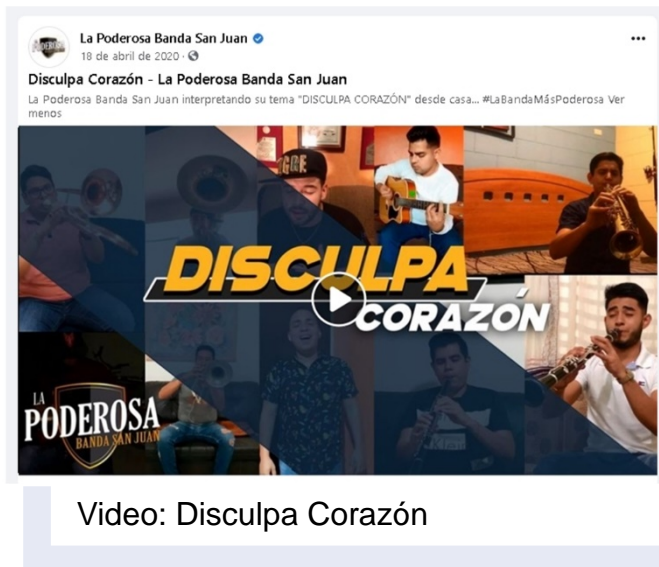 La Poderosa Banda San Juan
18 de abril de 2020 ·
Disculpa Corazón - La Poderosa Banda San Juan
La Poderosa Banda San Juan interpretando su tema "DISCULPA CORAZÓN" desde casa... #LaBandaMásPoderosa Ver
menos
DISCULPA
CORAZÓN
LA
PODEROSA
BANDA SAN JUAN
Video: Disculpa Corazón